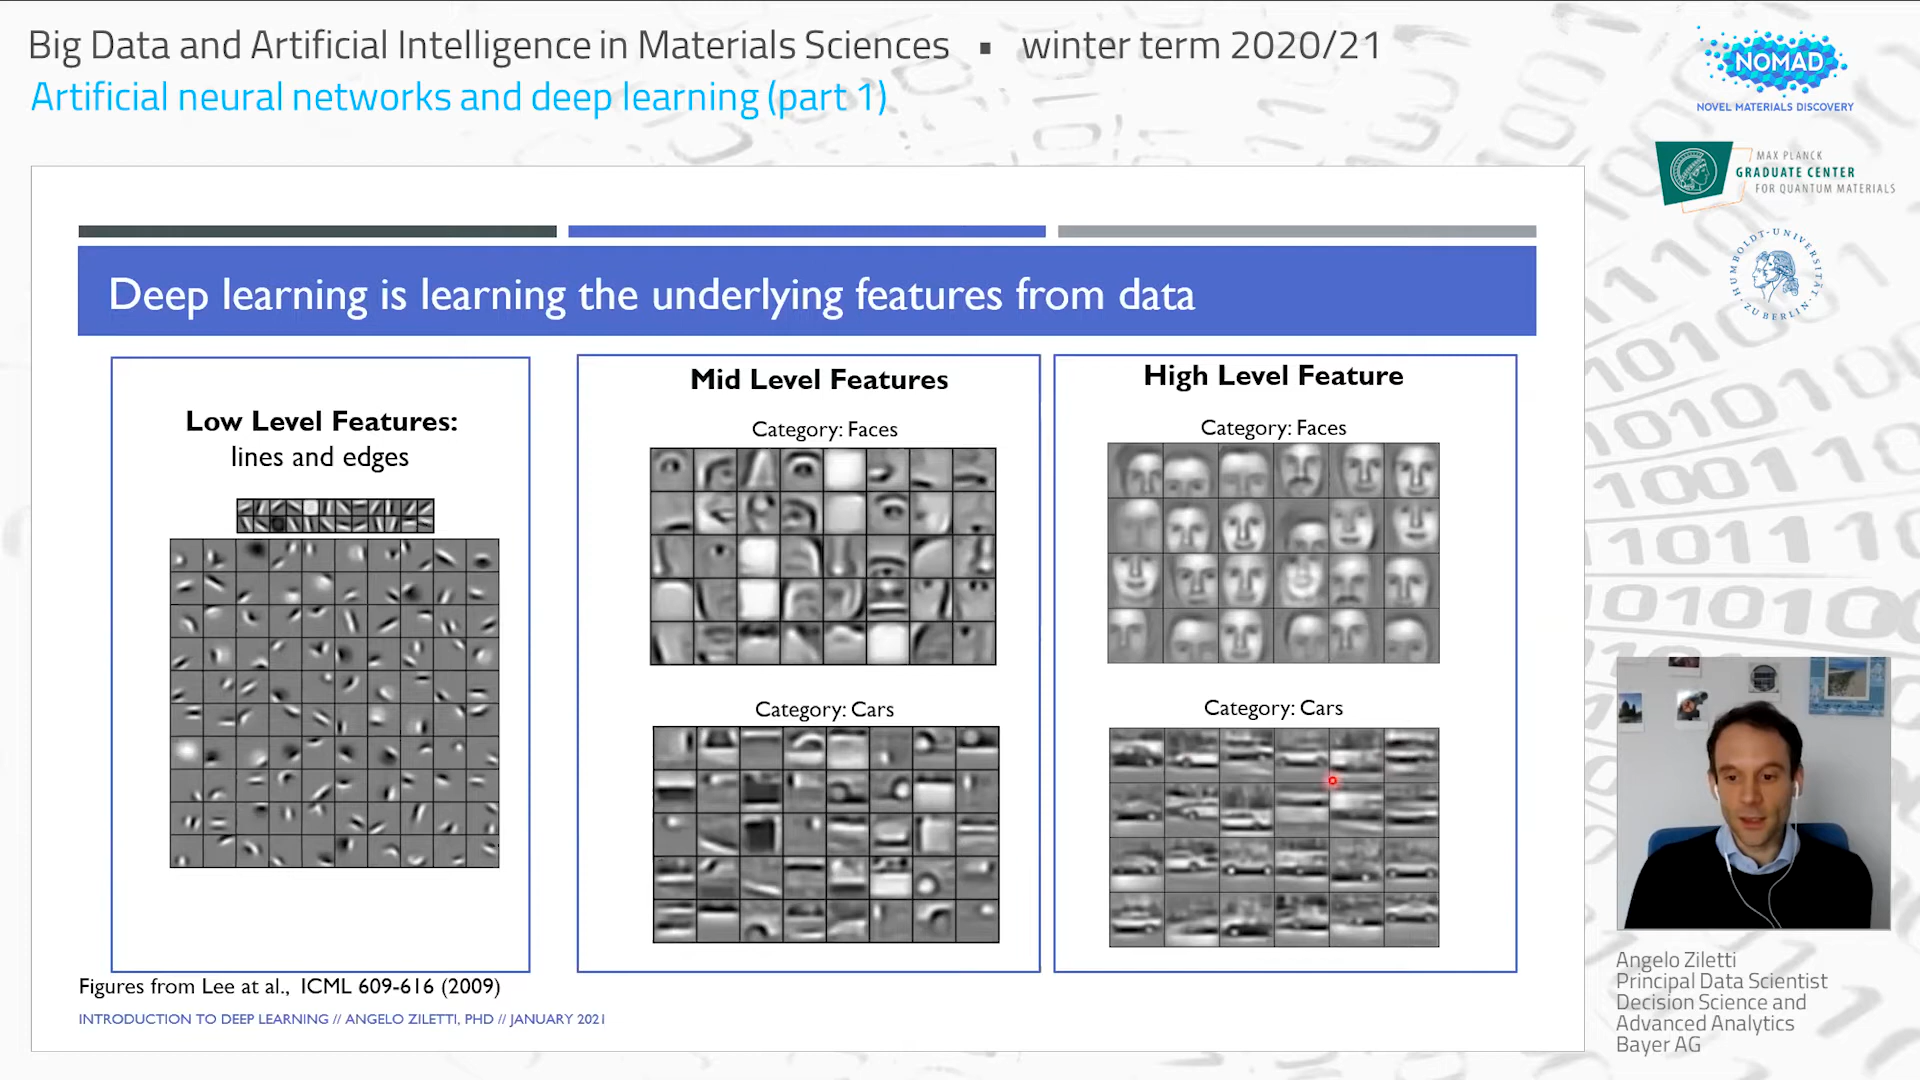 Big Data and Artificial Intelligence in Materials Sciences ▪ winter term 2020/21
Artificial neural networks and deep learning (part 1)
NOMAD
NOVEL MATERIALS DISCOVERY
MAX PLANCK
GRADUATE CENTER
FOR QUANTUM MATERIALS
HUMBOLDT-UNIVERSITÄT
ZU BERLIN
Deep learning is learning the underlying features from data
Low Level Features:
lines and edges
Mid Level Features
Category: Faces
Category: Cars
High Level Feature
Category: Faces
Category: Cars
Figures from Lee at al., ICML 609-616 (2009)
INTRODUCTION TO DEEP LEARNING // ANGELO ZILETTI, PHD // JANUARY 2021
Angelo Ziletti
Principal Data Scientist
Decision Science and
Advanced Analytics
Bayer AG